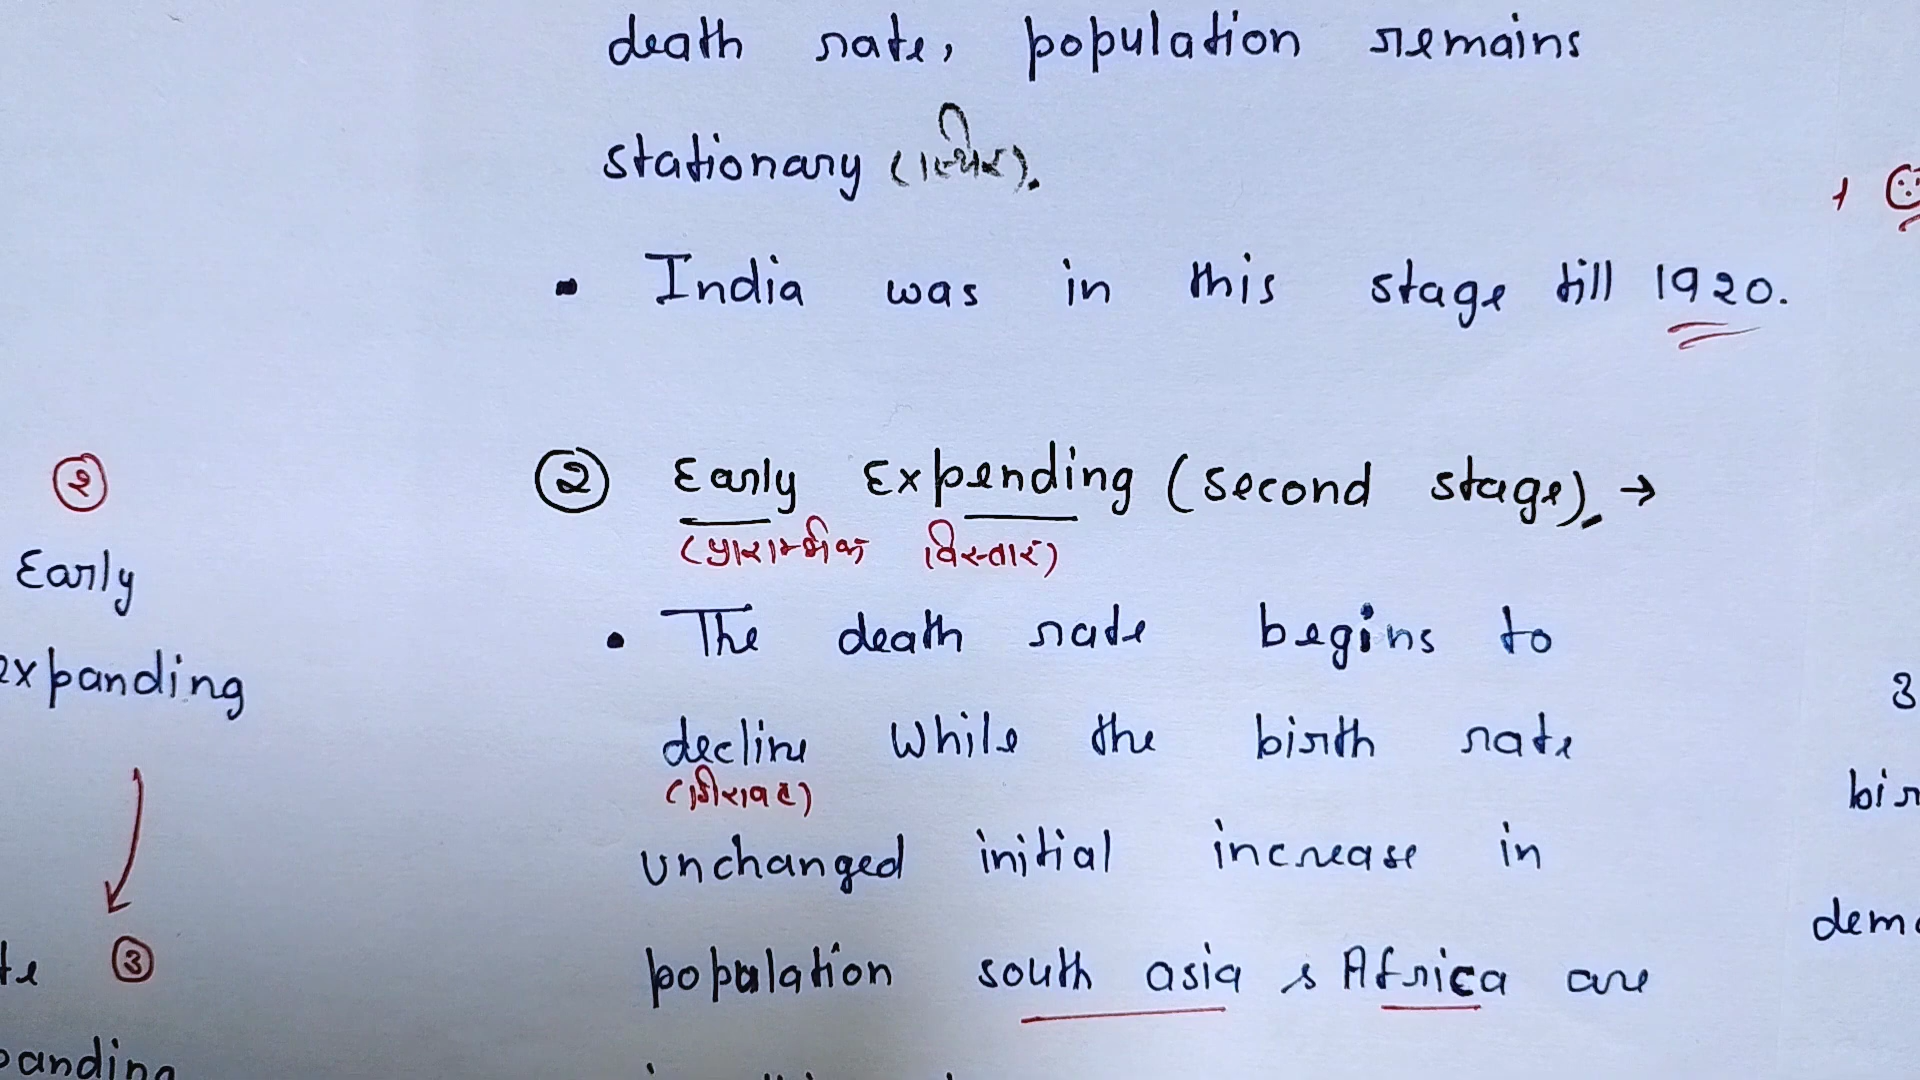 death rate, population remains
stationary (स्थिर).
India was in this stage till 1920.
② Early Expending (second stage). →
(प्रारम्भिक विस्तार)
• The death rate begins to
decline While the birth rate
(गिरावट)
unchanged initial increase in
population south asia & Africa are
②
Early
expanding
③